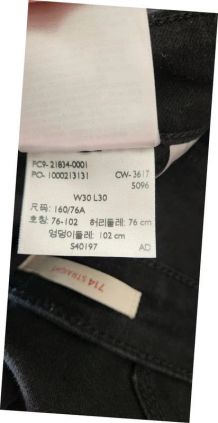 PC9- 21834-0001
PO- 1000213131 CW-3617
5096
W30 L30
尺码: 160/76A
호칭: 76-102 허리둘레: 76 cm
엉덩이둘레: 102 cm
S40197 AD
714 STRAIGHT